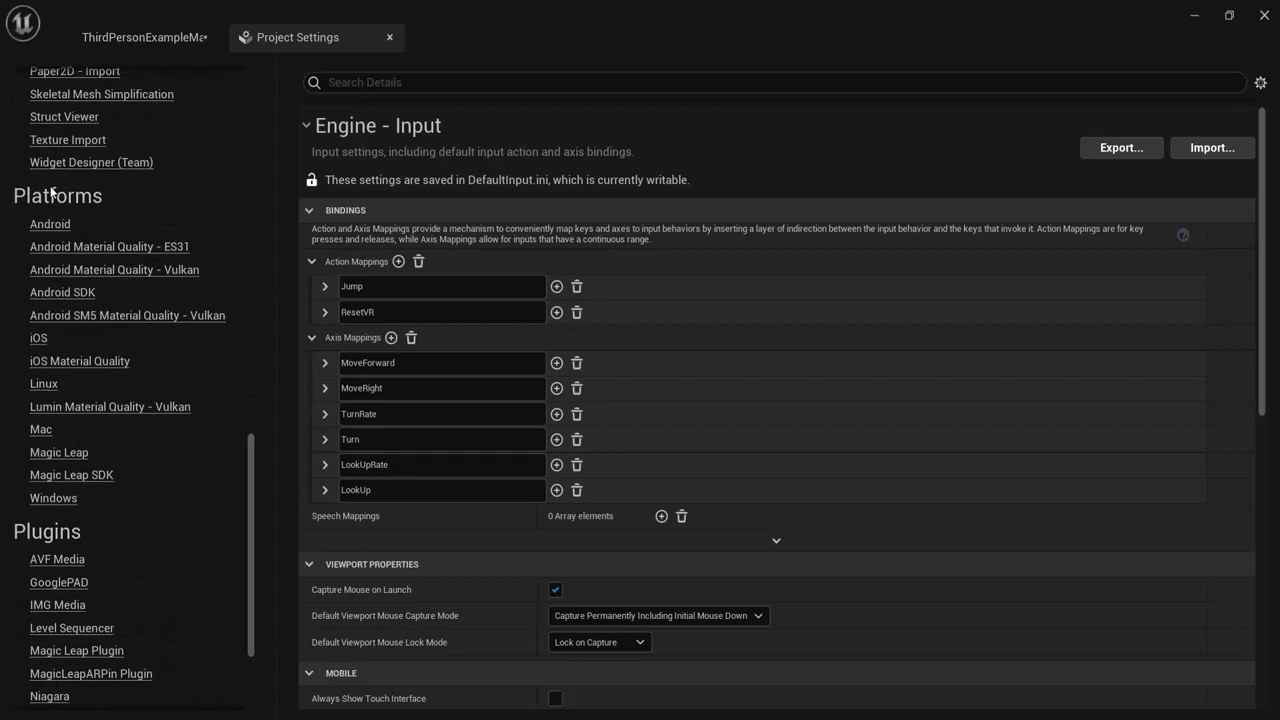 ThirdPersonExampleMa*
Project Settings
Paper2D - Import
Skeletal Mesh Simplification
Struct Viewer
Texture Import
Widget Designer (Team)
Platforms
Android
Android Material Quality - ES31
Android Material Quality - Vulkan
Android SDK
Android SM5 Material Quality - Vulkan
iOS
iOS Material Quality
Linux
Lumin Material Quality - Vulkan
Mac
Magic Leap
Magic Leap SDK
Windows
Plugins
AVF Media
GooglePAD
IMG Media
Level Sequencer
Magic Leap Plugin
MagicLeapARPin Plugin
Niagara
Search Details
Engine - Input
Input settings, including default input action and axis bindings.
Export...
Import...
These settings are saved in DefaultInput.ini, which is currently writable.
BINDINGS
Action and Axis Mappings provide a mechanism to conveniently map keys and axes to input behaviors by inserting a layer of indirection between the input behavior and the keys that invoke it. Action Mappings are for key
presses and releases, while Axis Mappings allow for inputs that have a continuous range.
Action Mappings
Jump
ResetVR
Axis Mappings
MoveForward
MoveRight
TurnRate
Turn
LookUpRate
LookUp
Speech Mappings
0 Array elements
VIEWPORT PROPERTIES
Capture Mouse on Launch
Default Viewport Mouse Capture Mode
Capture Permanently Including Initial Mouse Down
Default Viewport Mouse Lock Mode
Lock on Capture
MOBILE
Always Show Touch Interface